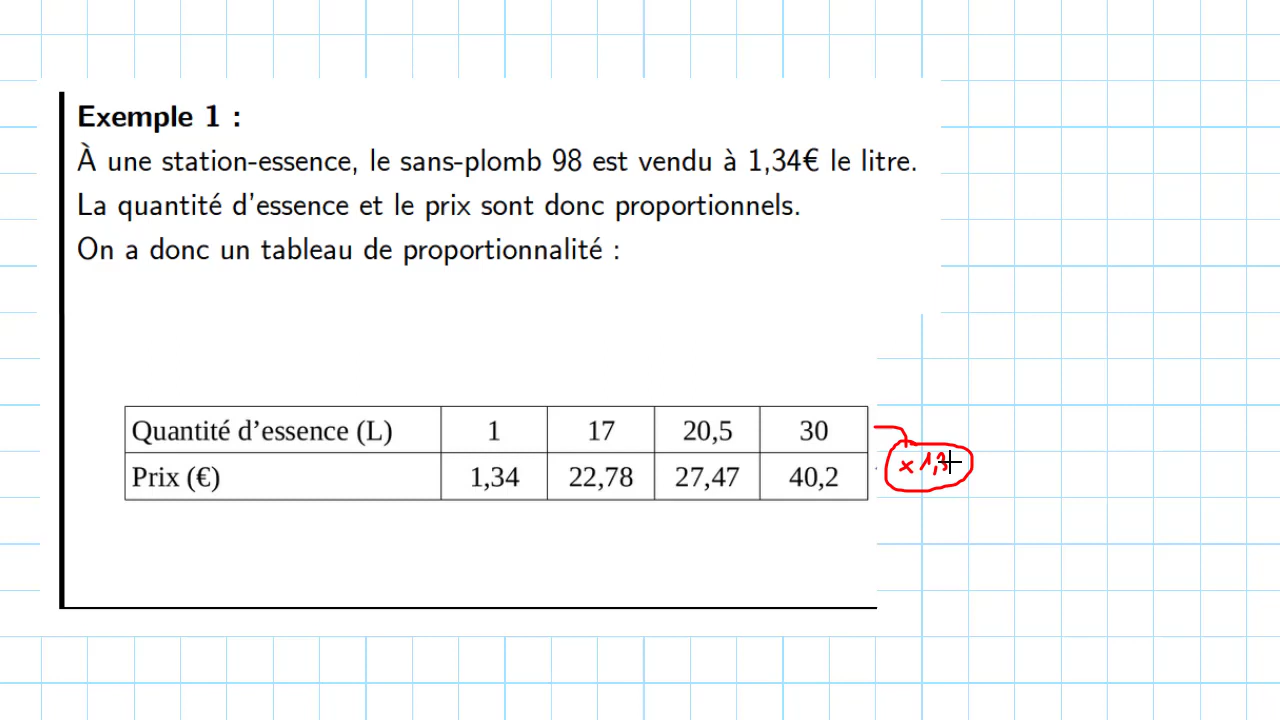 Exemple 1 :
À une station-essence, le sans-plomb 98 est vendu à 1,34€ le litre.
La quantité d'essence et le prix sont donc proportionnels.
On a donc un tableau de proportionnalité :
Quantité d'essence (L) 1 17 20,5 30
Prix (€) 1,34 22,78 27,47 40,2
× 1,3